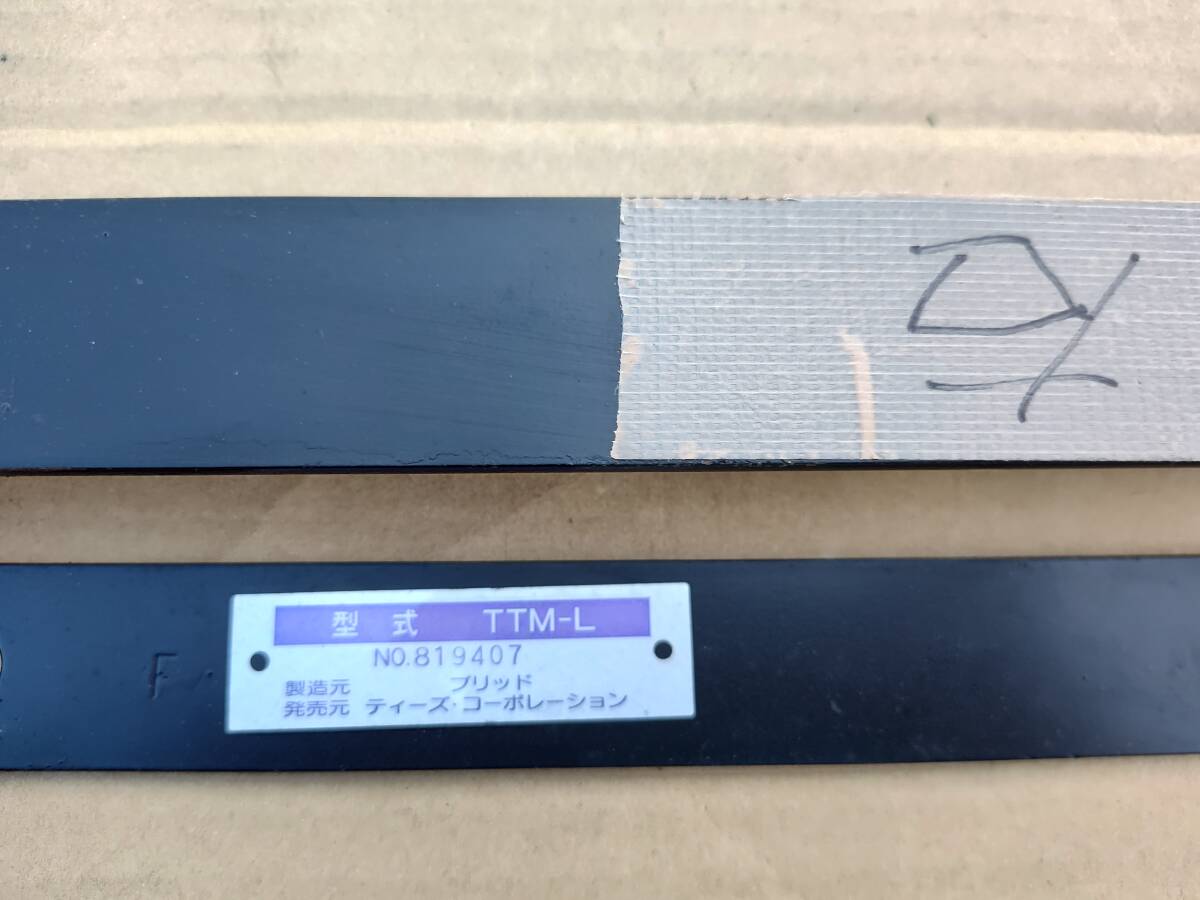 DY
型式 TTM-L
NO.819407
F
製造元 ブリッド
発売元 ティーズ・コーポレーション